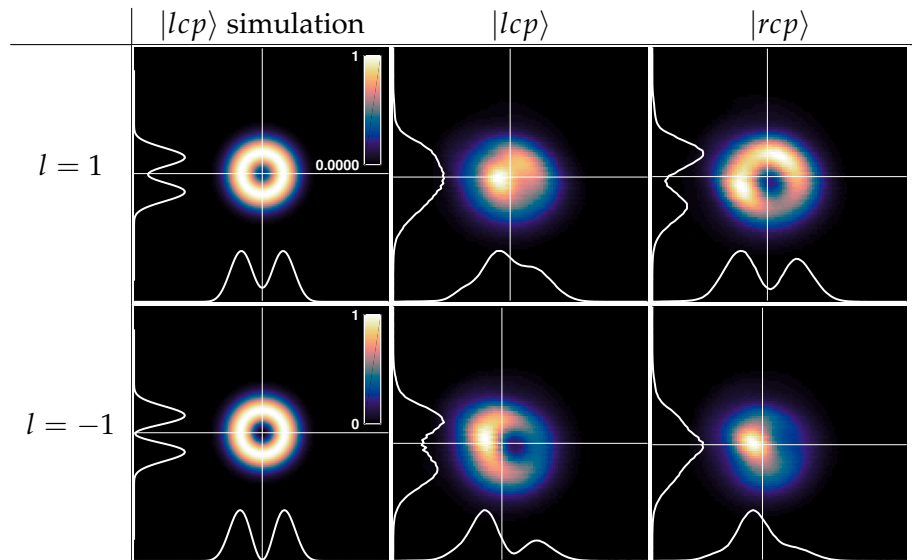 |lcp⟩ simulation |lcp⟩ |rcp⟩
l = 1
1
0.0000
l = −1
1
0